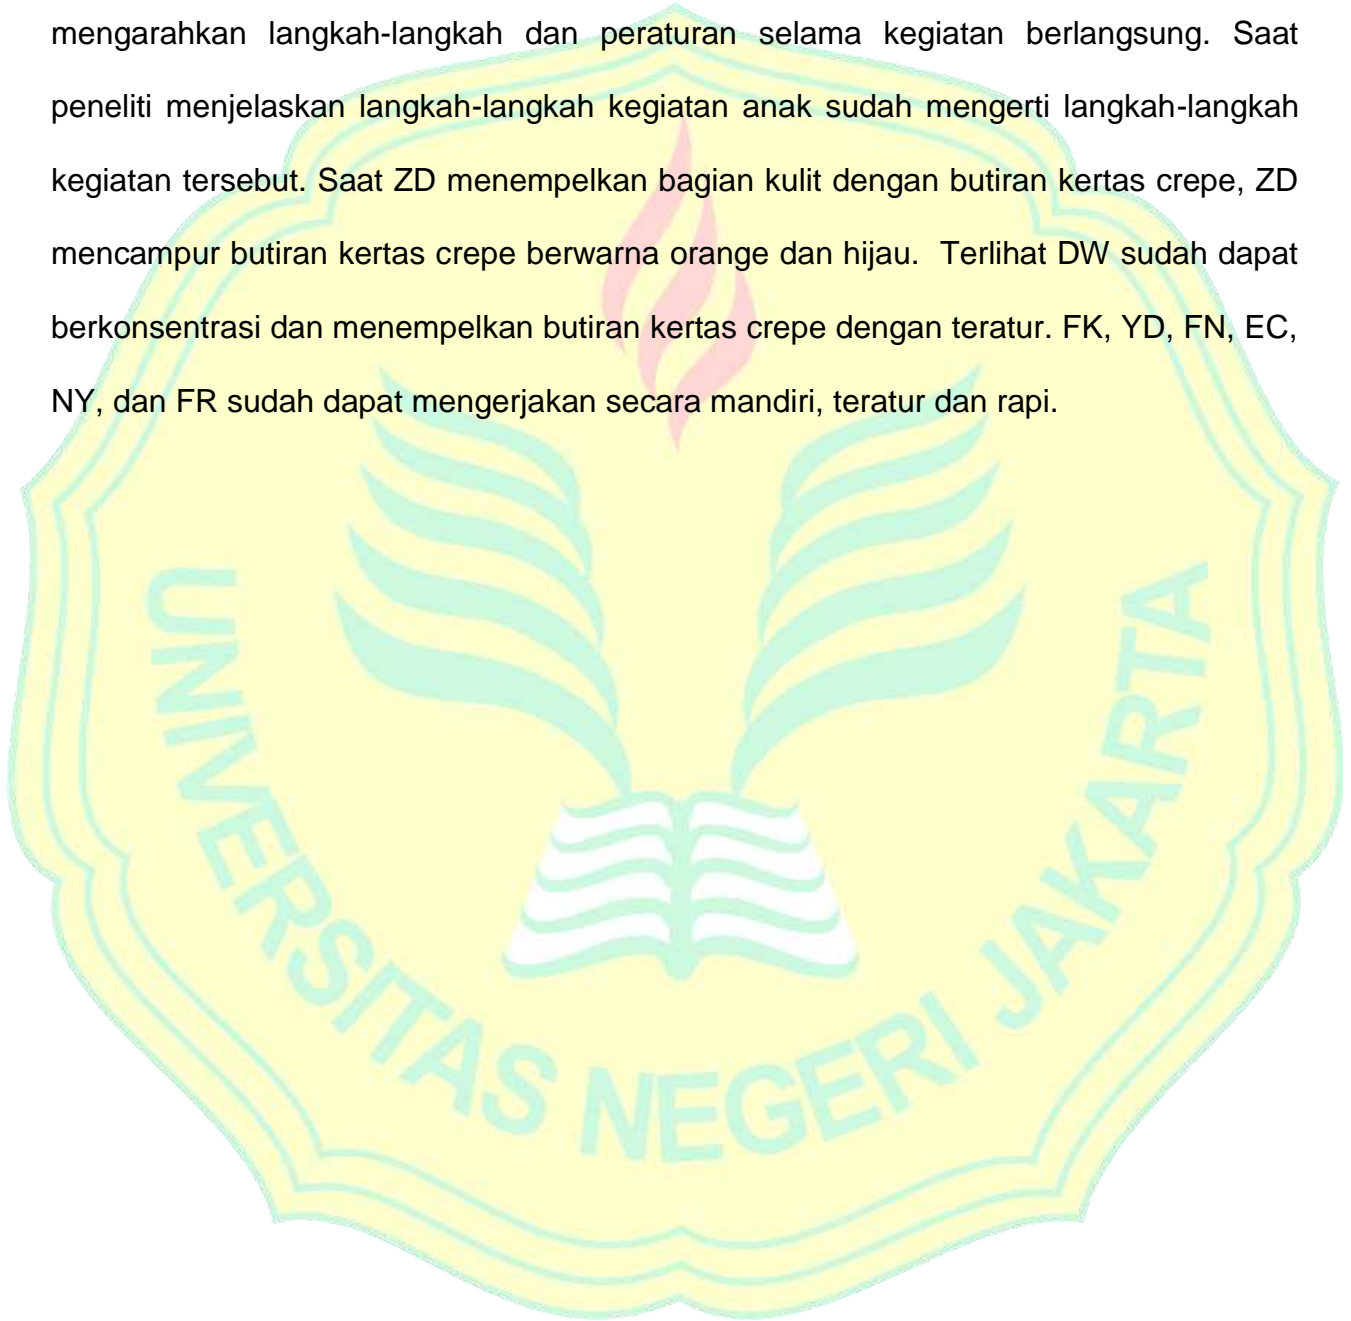 mengarahkan langkah-langkah dan peraturan selama kegiatan berlangsung. Saat
peneliti menjelaskan langkah-langkah kegiatan anak sudah mengerti langkah-langkah
kegiatan tersebut. Saat ZD menempelkan bagian kulit dengan butiran kertas crepe, ZD
mencampur butiran kertas crepe berwarna orange dan hijau. Terlihat DW sudah dapat
berkonsentrasi dan menempelkan butiran kertas crepe dengan teratur. FK, YD, FN, EC,
NY, dan FR sudah dapat mengerjakan secara mandiri, teratur dan rapi.
UNIVERSITAS NEGERI JAKARTA